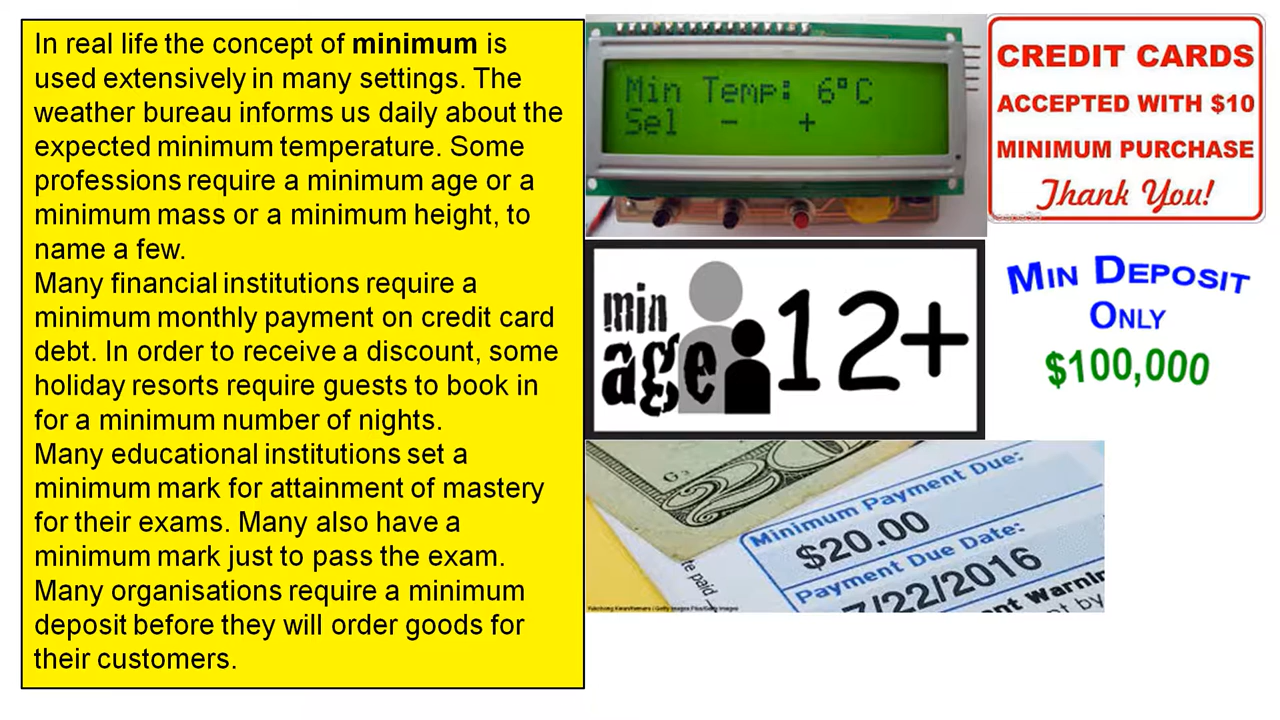 In real life the concept of minimum is
used extensively in many settings. The
weather bureau informs us daily about the
expected minimum temperature. Some
professions require a minimum age or a
minimum mass or a minimum height, to
name a few.
Many financial institutions require a
minimum monthly payment on credit card
debt. In order to receive a discount, some
holiday resorts require guests to book in
for a minimum number of nights.
Many educational institutions set a
minimum mark for attainment of mastery
for their exams. Many also have a
minimum mark just to pass the exam.
Many organisations require a minimum
deposit before they will order goods for
their customers.
Min Temp: 6°C
Sel - +
CREDIT CARDS
ACCEPTED WITH $10
MINIMUM PURCHASE
Thank You!
min
age 12+
MIN DEPOSIT
ONLY
$100,000
Minimum Payment Due:
$20.00
Payment Due Date:
7/22/2016
te paid
nt Warnin
t by